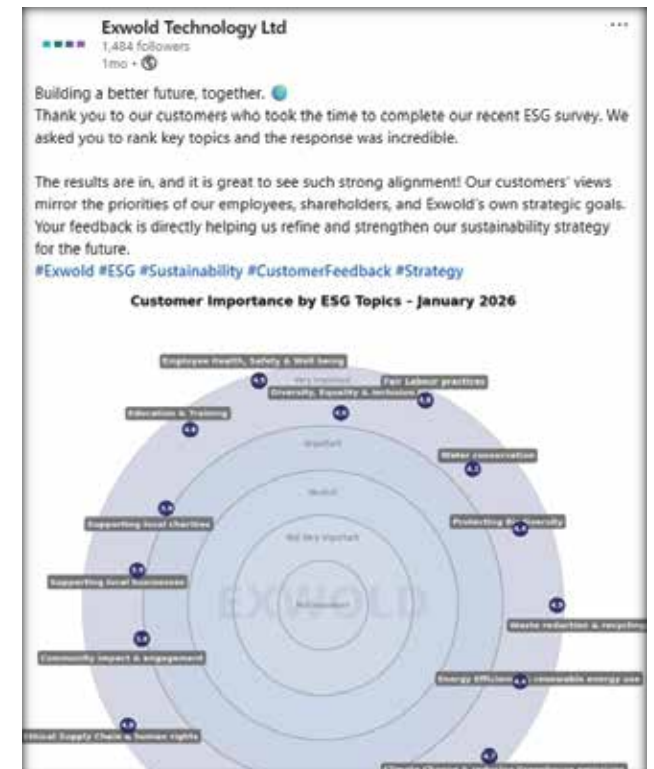 Exwold Technology Ltd
1,484 followers
1mo •
Building a better future, together.
Thank you to our customers who took the time to complete our recent ESG survey. We
asked you to rank key topics and the response was incredible.
The results are in, and it is great to see such strong alignment! Our customers' views
mirror the priorities of our employees, shareholders, and Exwold's own strategic goals.
Your feedback is directly helping us refine and strengthen our sustainability strategy
for the future.
#Exwold #ESG #Sustainability #CustomerFeedback #Strategy
Customer Importance by ESG Topics - January 2026
Employee Health, Safety & Well being
Very Important
Fair Labour practices
Diversity, Equality & Inclusion
Education & Training
Important
Water conservation
Neutral
Supporting local charities
Protecting
Not Very Important
Supporting local businesses
EXWOLD
Waste reduction & recycling
Community impact & engagement
Energy
renewable energy use
Supply Chain & human rights